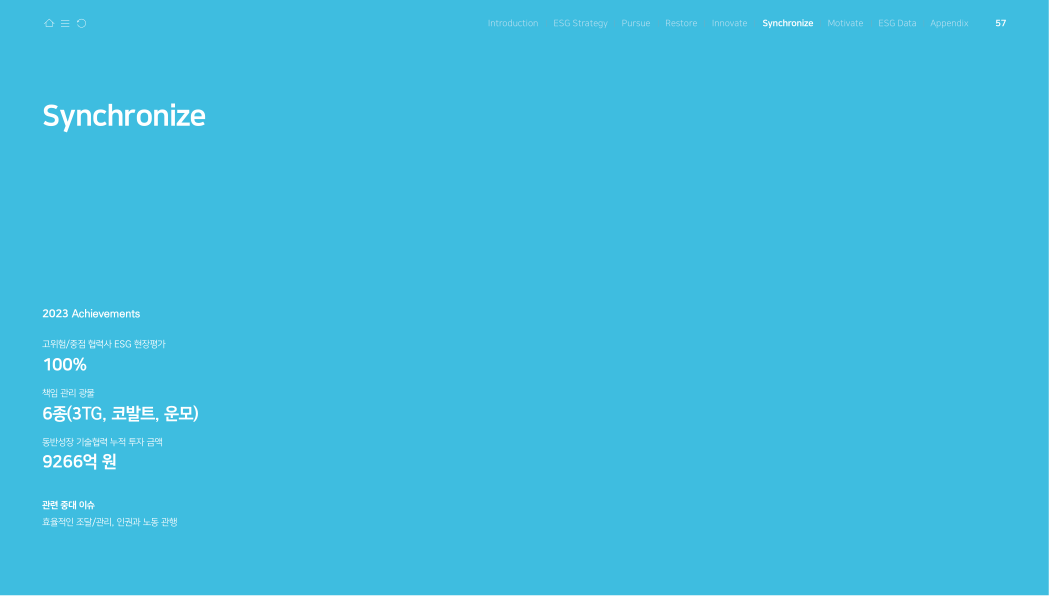 Introduction ESG Strategy Pursue Restore Innovate Synchronize Motivate ESG Data Appendix 57
Synchronize
2023 Achievements
고위험/중점 협력사 ESG 현장평가
100%
책임 관리 광물
6종(3TG, 코발트, 운모)
동반성장 기술협력 누적 투자 금액
9266억 원
관련 중대 이슈
효율적인 조달/관리, 인권과 노동 관행